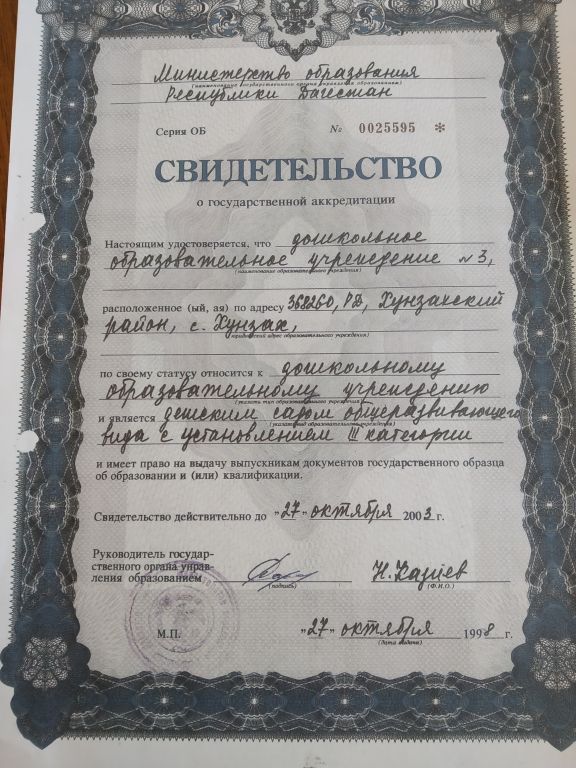 Министерство образования
(наименование государственного органа управления образованием)
Республики Дагестан
Серия ОБ № 0025595 *
СВИДЕТЕЛЬСТВО
о государственной аккредитации
Настоящим удостоверяется, что дошкольное
образовательное учреждение №3,
(наименование образовательного учреждения)
расположенное (ый, ая) по адресу 368260, РД, Хунзахский
район, с. Хунзах,
(юридический адрес образовательного учреждения)
по своему статусу относится к дошкольному
образовательному учреждению
(указать тип образовательного учреждения)
и является детским садом общеразвивающего
(указать вид образовательного учреждения)
вида с установлением III категории
и имеет право на выдачу выпускникам документов государственного образца
об образовании и (или) квалификации.
Свидетельство действительно до "27" октября 2003 г.
Руководитель государ-
ственного органа управ-
ления образованием Н. Казиев
(подпись) (Ф.И.О.)
М.П. "27" октября 1998 г.
(дата выдачи)